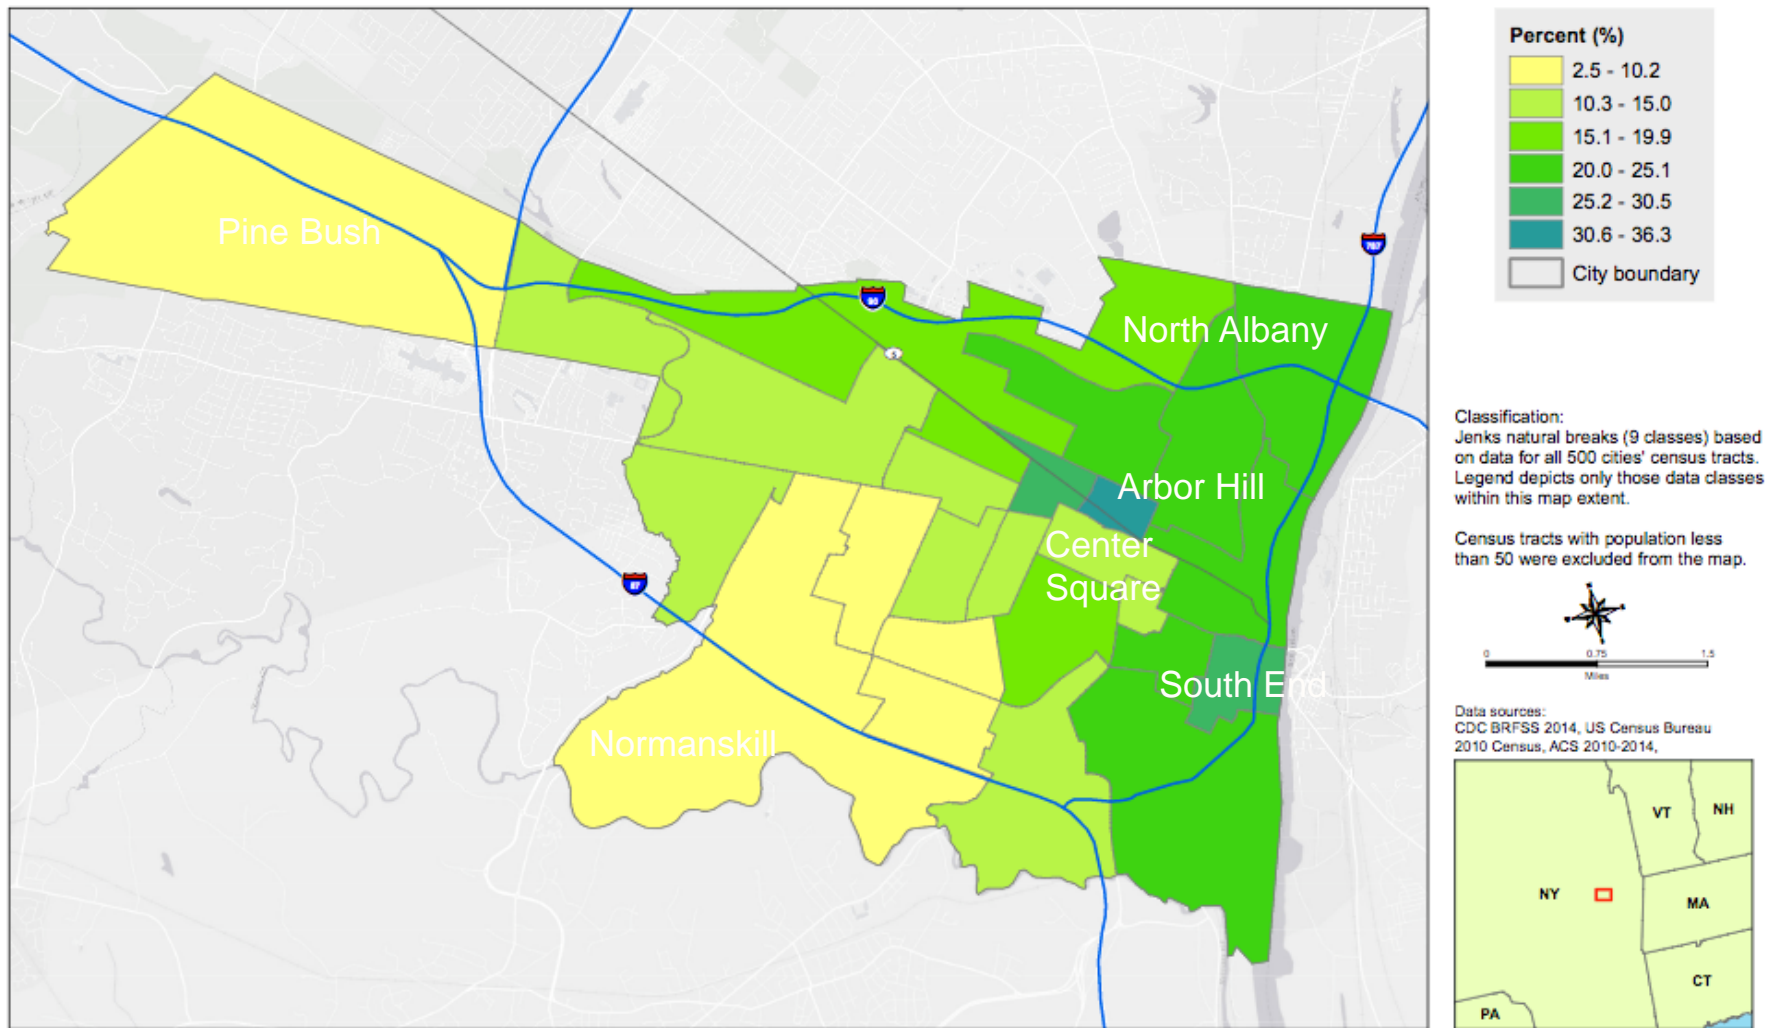 Pine Bush
North Albany
Arbor Hill
Center
Square
South End
Normanskill
90
5
787
87
Percent (%)
2.5 - 10.2
10.3 - 15.0
15.1 - 19.9
20.0 - 25.1
25.2 - 30.5
30.6 - 36.3
City boundary
Classification:
Jenks natural breaks (9 classes) based
on data for all 500 cities' census tracts.
Legend depicts only those data classes
within this map extent.
Census tracts with population less
than 50 were excluded from the map.
0 0.75 1.5
Miles
Data sources:
CDC BRFSS 2014, US Census Bureau
2010 Census, ACS 2010-2014,
VT
NH
NY
MA
CT
PA